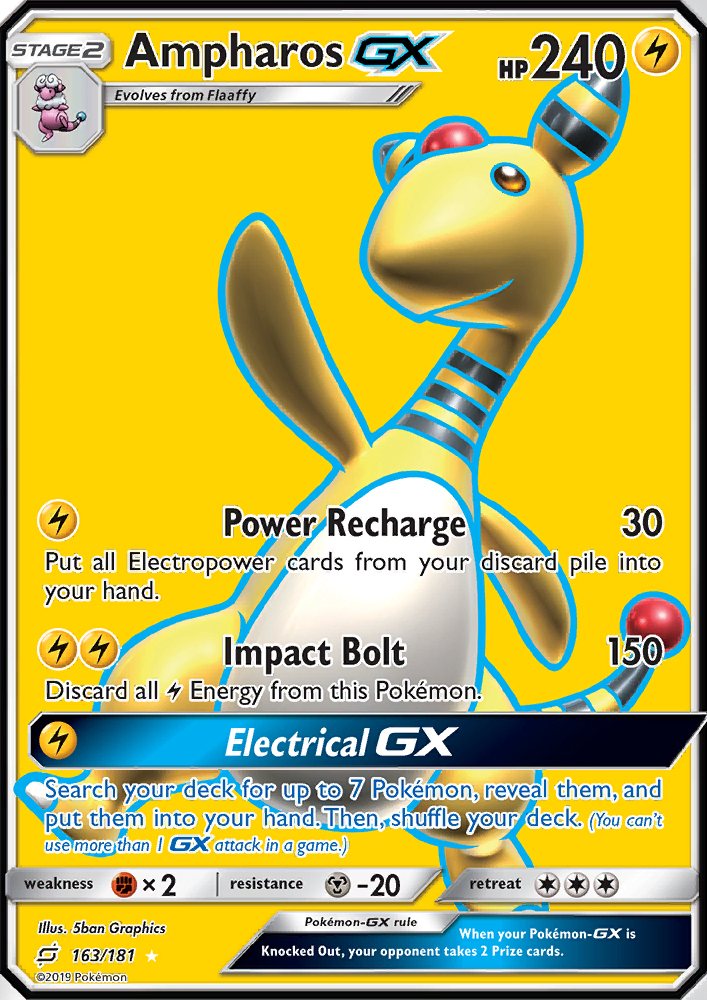 STAGE 2 Ampharos GX HP 240
Evolves from Flaaffy
Power Recharge 30
Put all Electropower cards from your discard pile into
your hand.
Impact Bolt 150
Discard all Energy from this Pokémon.
Electrical GX
Search your deck for up to 7 Pokémon, reveal them, and
put them into your hand. Then, shuffle your deck. (You can't
use more than 1 GX attack in a game.)
weakness ×2 resistance -20 retreat
Illus. 5ban Graphics
163/181
©2019 Pokémon
Pokémon-GX rule
When your Pokémon-GX is
Knocked Out, your opponent takes 2 Prize cards.